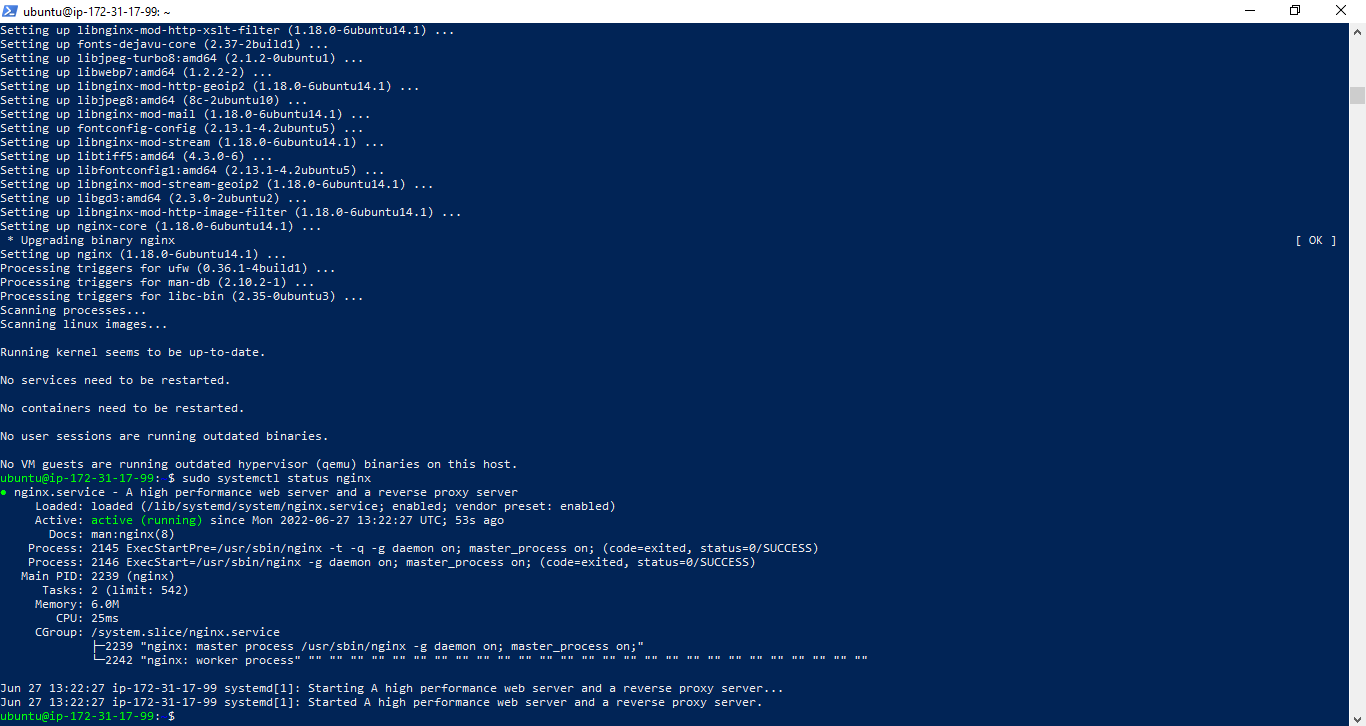 ubuntu@ip-172-31-17-99: ~
Setting up libnginx-mod-http-xslt-filter (1.18.0-6ubuntu14.1) ...
Setting up fonts-dejavu-core (2.37-2build1) ...
Setting up libjpeg-turbo8:amd64 (2.1.2-0ubuntu1) ...
Setting up libwebp7:amd64 (1.2.2-2) ...
Setting up libnginx-mod-http-geoip2 (1.18.0-6ubuntu14.1) ...
Setting up libjpeg8:amd64 (8c-2ubuntu10) ...
Setting up libnginx-mod-mail (1.18.0-6ubuntu14.1) ...
Setting up fontconfig-config (2.13.1-4.2ubuntu5) ...
Setting up libnginx-mod-stream (1.18.0-6ubuntu14.1) ...
Setting up libtiff5:amd64 (4.3.0-6) ...
Setting up libfontconfig1:amd64 (2.13.1-4.2ubuntu5) ...
Setting up libnginx-mod-stream-geoip2 (1.18.0-6ubuntu14.1) ...
Setting up libgd3:amd64 (2.3.0-2ubuntu2) ...
Setting up libnginx-mod-http-image-filter (1.18.0-6ubuntu14.1) ...
Setting up nginx-core (1.18.0-6ubuntu14.1) ...
 * Upgrading binary nginx [ OK ]
Setting up nginx (1.18.0-6ubuntu14.1) ...
Processing triggers for ufw (0.36.1-4build1) ...
Processing triggers for man-db (2.10.2-1) ...
Processing triggers for libc-bin (2.35-0ubuntu3) ...
Scanning processes...
Scanning linux images...
Running kernel seems to be up-to-date.
No services need to be restarted.
No containers need to be restarted.
No user sessions are running outdated binaries.
No VM guests are running outdated hypervisor (qemu) binaries on this host.
ubuntu@ip-172-31-17-99: $ sudo systemctl status nginx
● nginx.service - A high performance web server and a reverse proxy server
Loaded: loaded (/lib/systemd/system/nginx.service; enabled; vendor preset: enabled)
Active: active (running) since Mon 2022-06-27 13:22:27 UTC; 53s ago
Docs: man:nginx(8)
Process: 2145 ExecStartPre=/usr/sbin/nginx -t -q -g daemon on; master_process on; (code=exited, status=0/SUCCESS)
Process: 2146 ExecStart=/usr/sbin/nginx -g daemon on; master_process on; (code=exited, status=0/SUCCESS)
Main PID: 2239 (nginx)
Tasks: 2 (limit: 542)
Memory: 6.0M
CPU: 25ms
CGroup: /system.slice/nginx.service
├─2239 "nginx: master process /usr/sbin/nginx -g daemon on; master_process on;"
└─2242 "nginx: worker process" "" "" "" "" "" "" "" "" "" "" "" "" "" "" "" "" "" "" "" "" "" "" "" "" "" "" ""
Jun 27 13:22:27 ip-172-31-17-99 systemd[1]: Starting A high performance web server and a reverse proxy server...
Jun 27 13:22:27 ip-172-31-17-99 systemd[1]: Started A high performance web server and a reverse proxy server.
ubuntu@ip-172-31-17-99: $